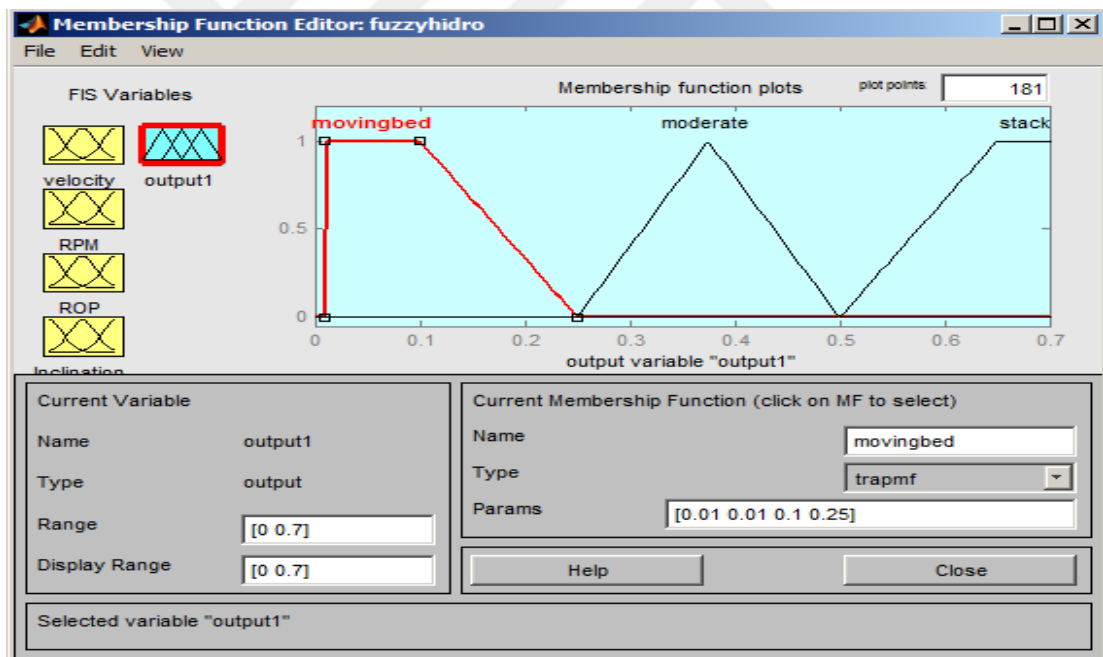 Membership Function Editor: fuzzyhidro
File Edit View
FIS Variables
Membership function plots
plot points:
181
velocity
output1
RPM
ROP
Inclination
movingbed
moderate
stack
1
0.5
0
0 0.1 0.2 0.3 0.4 0.5 0.6 0.7
output variable "output1"
Current Variable
Name output1
Type output
Range [0 0.7]
Display Range [0 0.7]
Current Membership Function (click on MF to select)
Name movingbed
Type trapmf
Params [0.01 0.01 0.1 0.25]
Help
Close
Selected variable "output1"